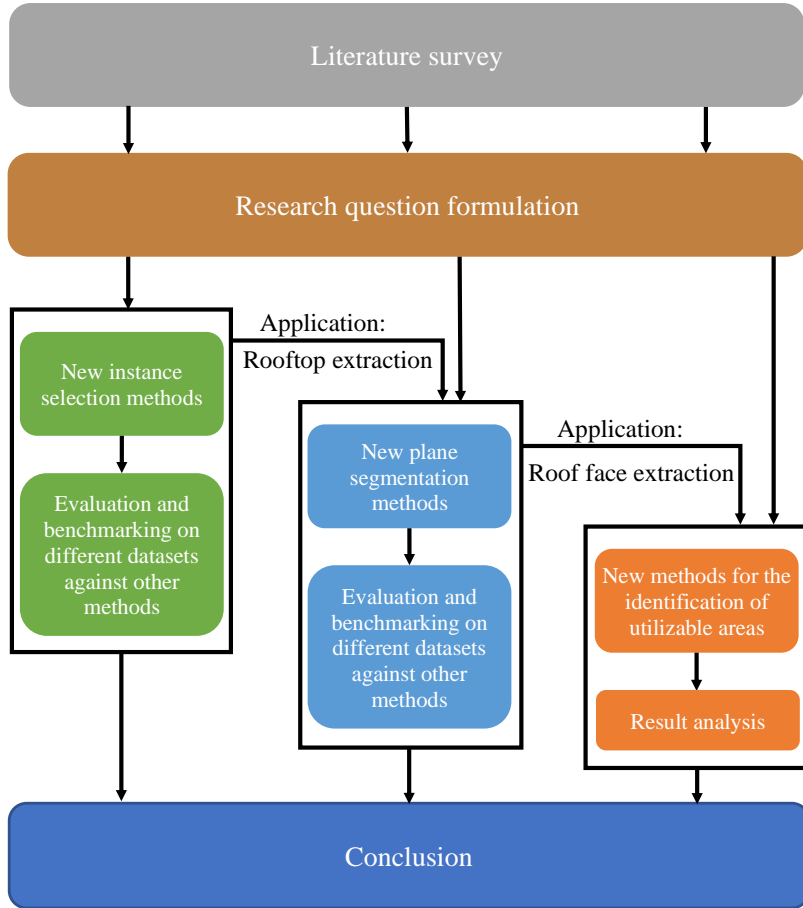 Literature survey
Research question formulation
Application:
Rooftop extraction
New instance
selection methods
Evaluation and
benchmarking on
different datasets
against other
methods
Application:
Roof face extraction
New plane
segmentation
methods
Evaluation and
benchmarking on
different datasets
against other
methods
New methods for the
identification of
utilizable areas
Result analysis
Conclusion